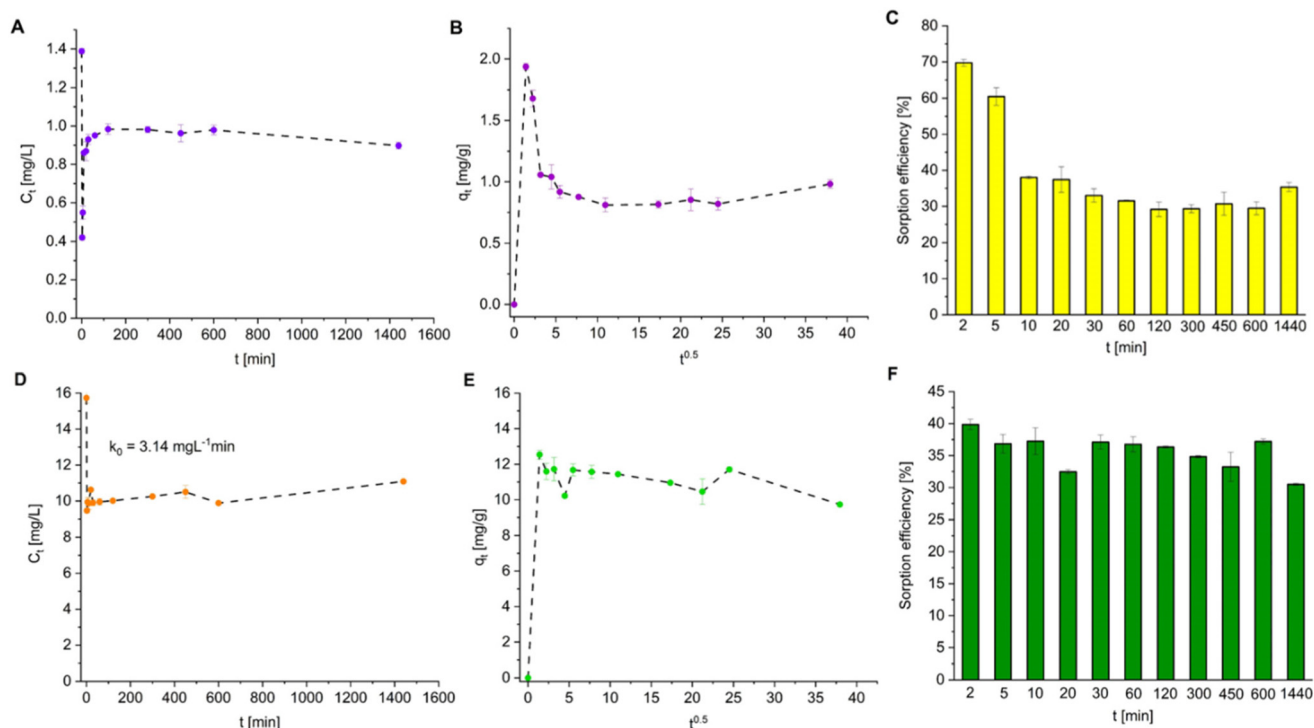 A
C_t [mg/L]
1.4
1.2
1.0
0.8
0.6
0.4
0.2
0.0
0 200 400 600 800 1000 1200 1400 1600
t [min]
B
q_t [mg/g]
2.0
1.5
1.0
0.5
0.0
0 5 10 15 20 25 30 35 40
t^0.5
C
Sorption efficiency [%]
80
70
60
50
40
30
20
10
0
2 5 10 20 30 60 120 300 450 600 1440
t [min]
D
C_t [mg/L]
16
14
12
10
8
6
4
2
0
k_0 = 3.14 mgL^-1min
0 200 400 600 800 1000 1200 1400 1600
t [min]
E
q_t [mg/g]
16
14
12
10
8
6
4
2
0
0 5 10 15 20 25 30 35 40
t^0.5
F
Sorption efficiency [%]
45
40
35
30
25
20
15
10
5
0
2 5 10 20 30 60 120 300 450 600 1440
t [min]